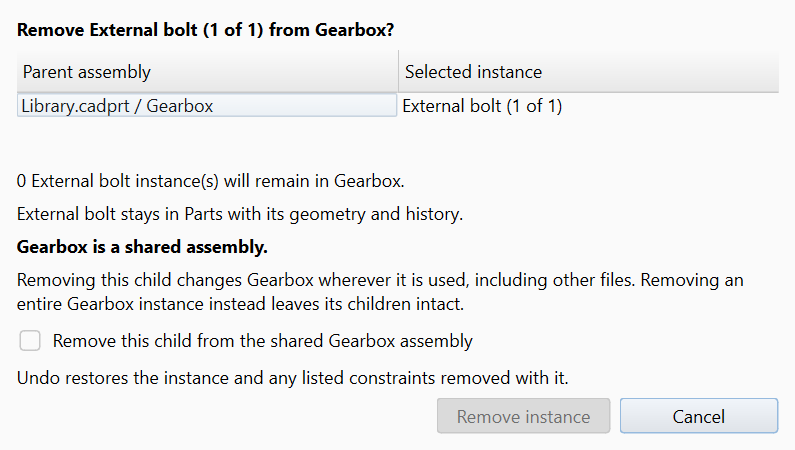 Remove External bolt (1 of 1) from Gearbox?
Parent assembly Selected instance
Library.cadprt / Gearbox External bolt (1 of 1)
0 External bolt instance(s) will remain in Gearbox.
External bolt stays in Parts with its geometry and history.
Gearbox is a shared assembly.
Removing this child changes Gearbox wherever it is used, including other files. Removing an
entire Gearbox instance instead leaves its children intact.
Remove this child from the shared Gearbox assembly
Undo restores the instance and any listed constraints removed with it.
Remove instance Cancel